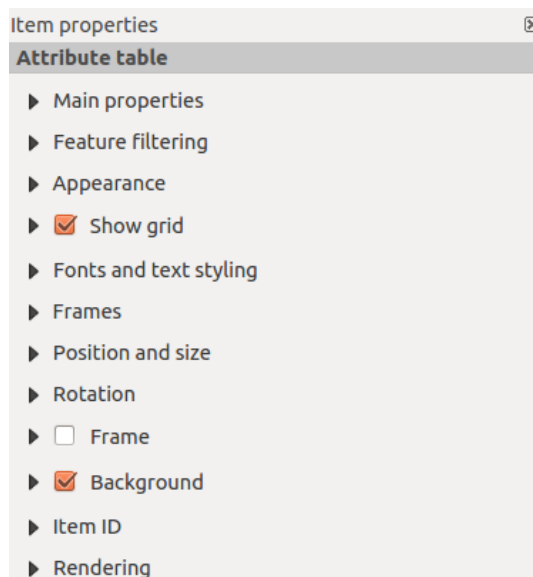 Item properties
Attribute table
Main properties
Feature filtering
Appearance
Show grid
Fonts and text styling
Frames
Position and size
Rotation
Frame
Background
Item ID
Rendering